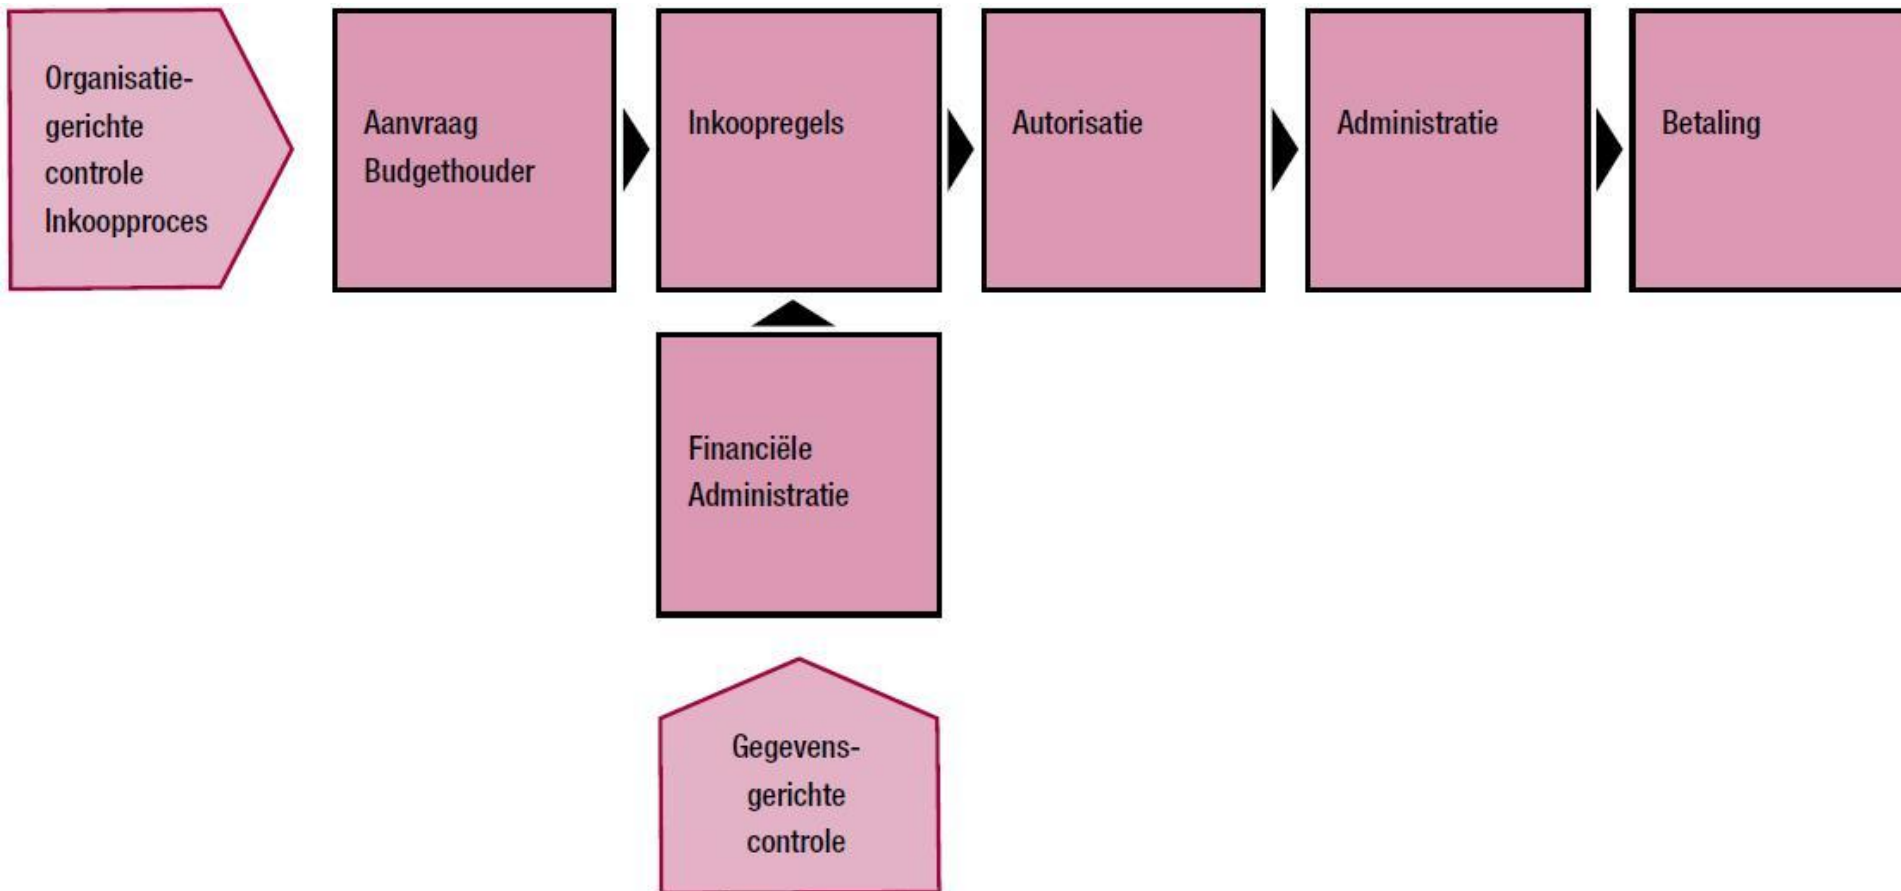 Organisatie-
gerichte
controle
Inkoopproces
Aanvraag
Budgethouder
Inkoopregels
Autorisatie
Administratie
Betaling
Financiële
Administratie
Gegevens-
gerichte
controle